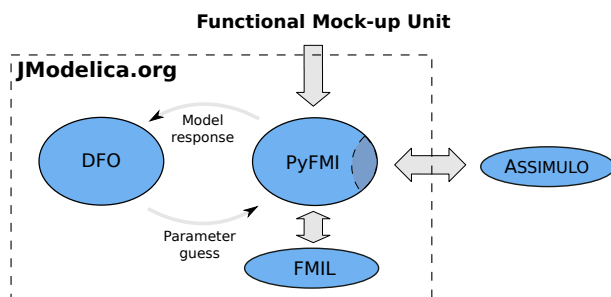 Functional Mock-up Unit
JModelica.org
Model
response
DFO
PyFMI
ASSIMULO
Parameter
guess
FMIL